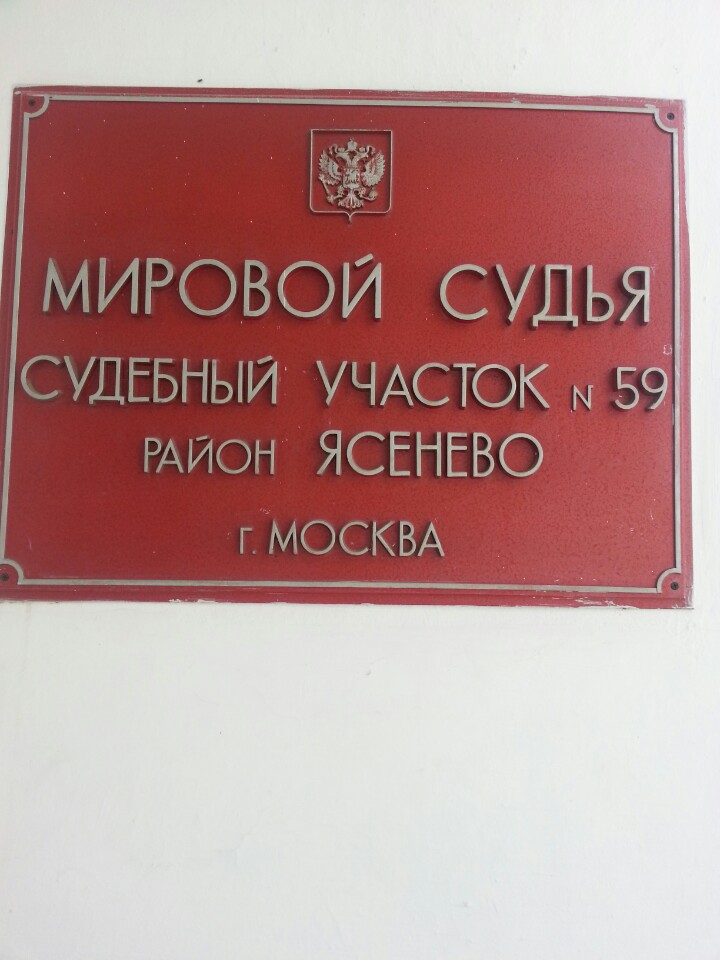 МИРОВОЙ СУДЬЯ
СУДЕБНЫЙ УЧАСТОК N 59
РАЙОН ЯСЕНЕВО
г. МОСКВА